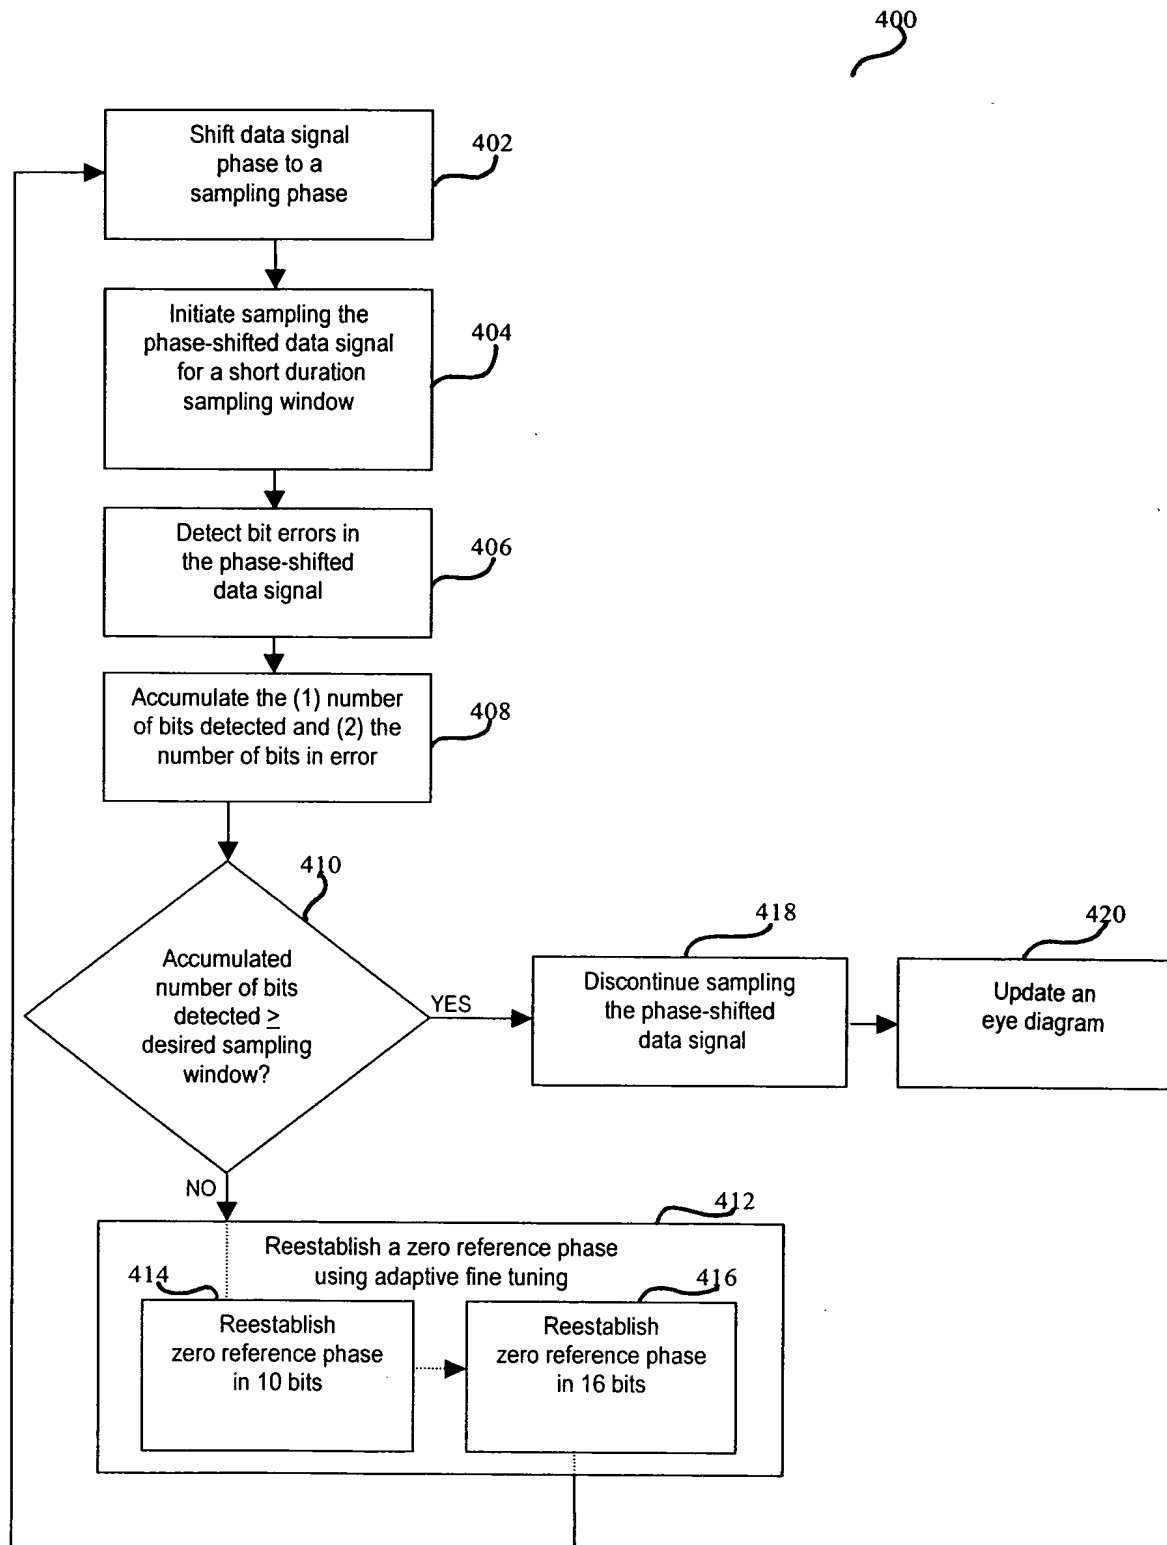 400
Shift data signal
phase to a
sampling phase
402
Initiate sampling the
phase-shifted data signal
for a short duration
sampling window
404
Detect bit errors in
the phase-shifted
data signal
406
Accumulate the (1) number
of bits detected and (2) the
number of bits in error
408
410
Accumulated
number of bits
detected ≥
desired sampling
window?
YES
418
Discontinue sampling
the phase-shifted
data signal
420
Update an
eye diagram
NO
412
Reestablish a zero reference phase
using adaptive fine tuning
414
Reestablish
zero reference phase
in 10 bits
416
Reestablish
zero reference phase
in 16 bits